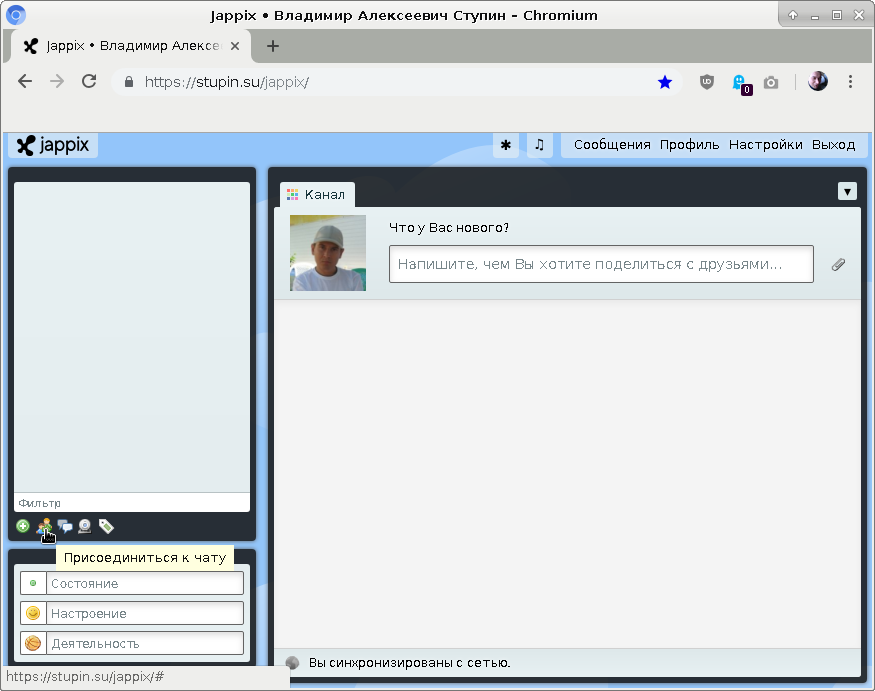 Jappix • Владимир Алексеевич Ступин - Chromium
Jappix • Владимир Алексе
https://stupin.su/jappix/
0
jappix
Сообщения Профиль Настройки Выход
Канал
Что у Вас нового?
Напишите, чем Вы хотите поделиться с друзьями...
Фильтр
Присоединиться к чату
Состояние
Настроение
Деятельность
Вы синхронизированы с сетью.
https://stupin.su/jappix/#